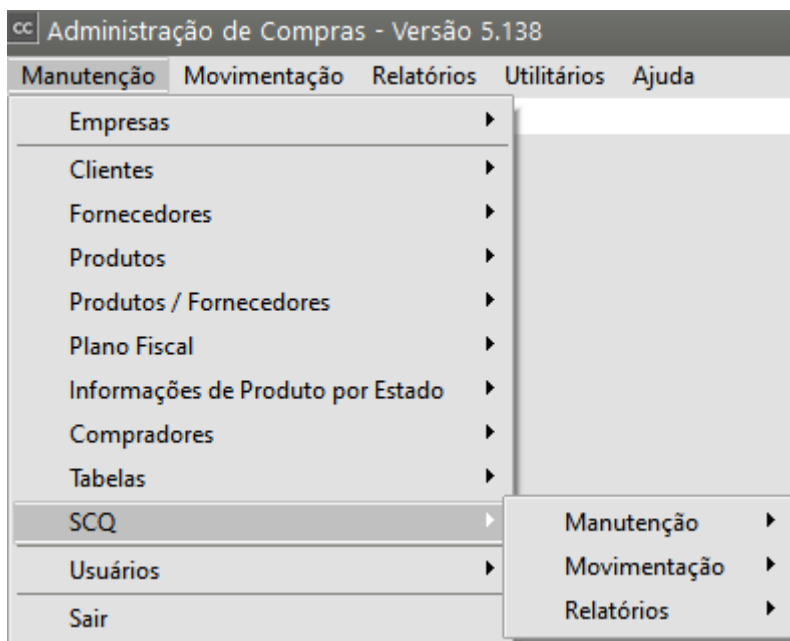 cc Administração de Compras - Versão 5.138
Manutenção Movimentação Relatórios Utilitários Ajuda
Empresas
Clientes
Fornecedores
Produtos
Produtos / Fornecedores
Plano Fiscal
Informações de Produto por Estado
Compradores
Tabelas
SCQ
Usuários
Sair
Manutenção
Movimentação
Relatórios